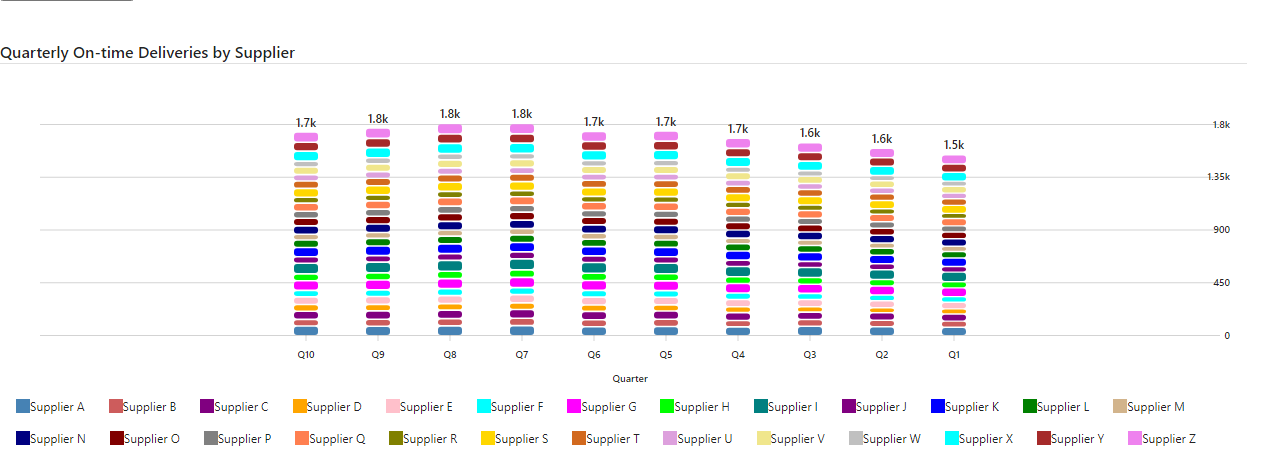 Quarterly On-time Deliveries by Supplier
1.7k 1.8k 1.8k 1.8k 1.7k 1.7k 1.7k 1.6k 1.6k 1.5k
1.8k
1.35k
900
450
0
Q10 Q9 Q8 Q7 Q6 Q5 Q4 Q3 Q2 Q1
Quarter
Supplier A Supplier B Supplier C Supplier D Supplier E Supplier F Supplier G Supplier H Supplier I Supplier J Supplier K Supplier L Supplier M
Supplier N Supplier O Supplier P Supplier Q Supplier R Supplier S Supplier T Supplier U Supplier V Supplier W Supplier X Supplier Y Supplier Z